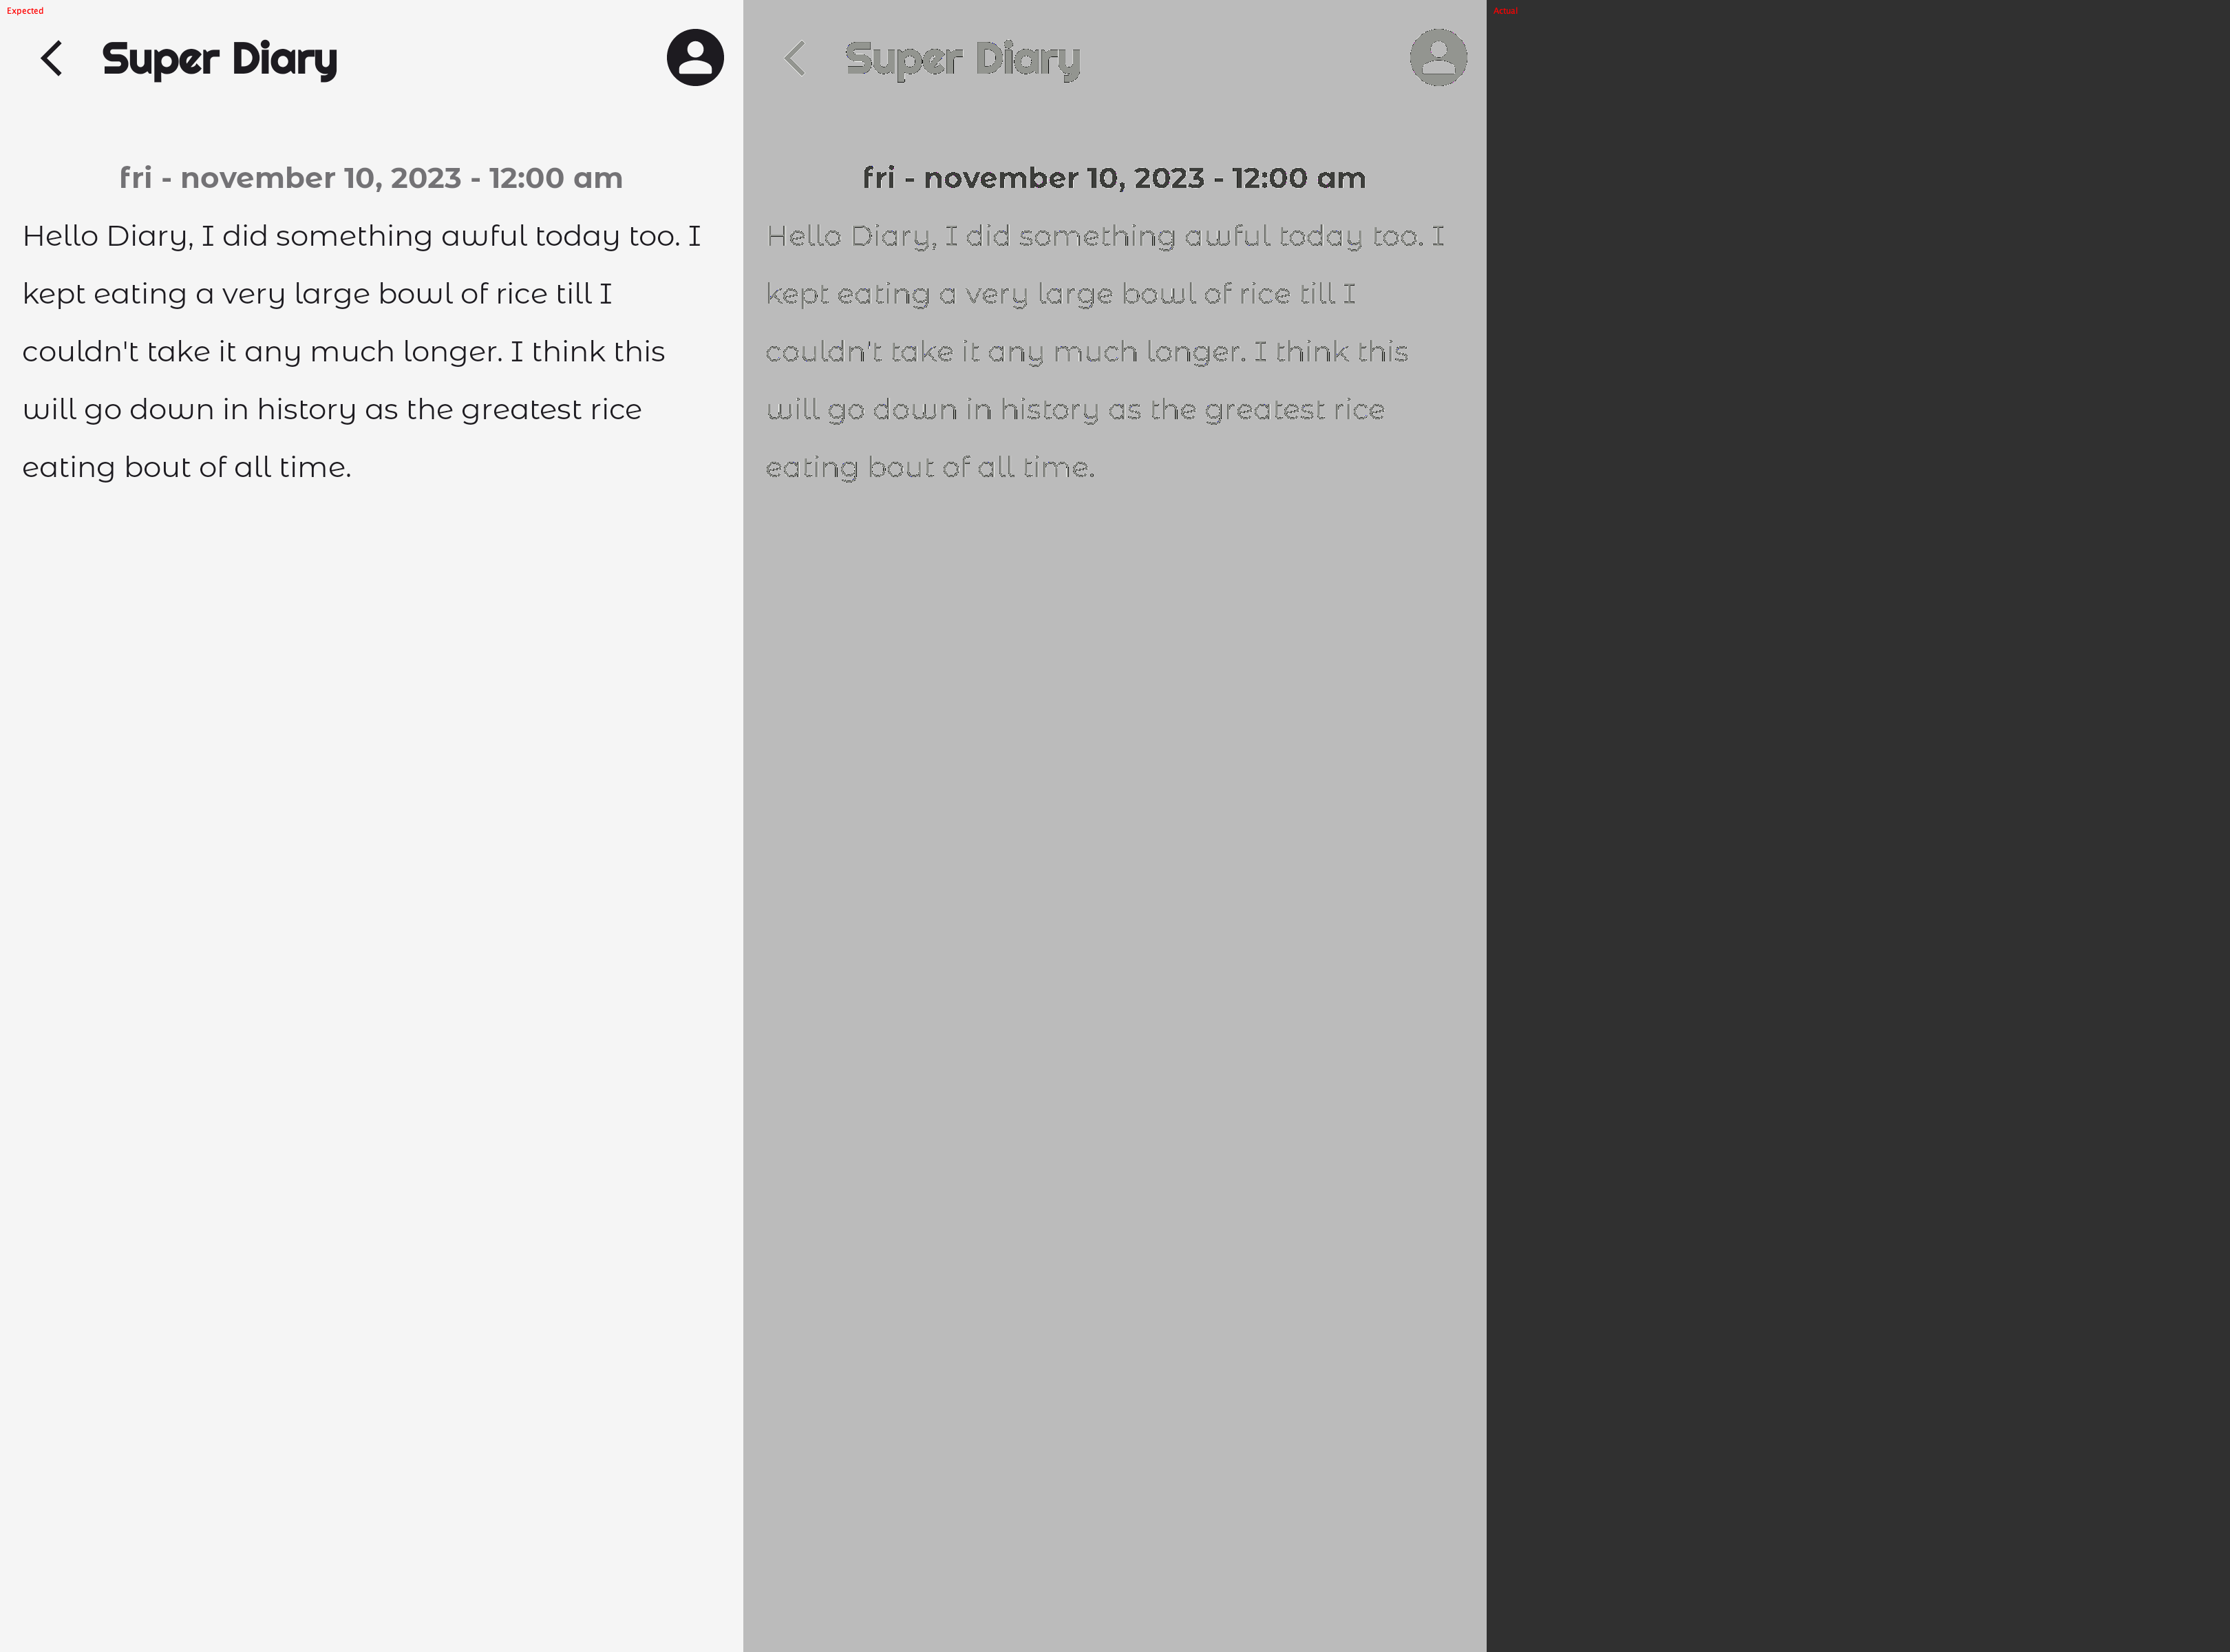 Expected
Super Diary
fri - november 10, 2023 - 12:00 am
Hello Diary, I did something awful today too. I
kept eating a very large bowl of rice till I
couldn't take it any much longer. I think this
will go down in history as the greatest rice
eating bout of all time.
Super Diary
fri - november 10, 2023 - 12:00 am
Hello Diary, I did something awful today too. I
kept eating a very large bowl of rice till I
couldn't take it any much longer. I think this
will go down in history as the greatest rice
eating bout of all time.
Actual